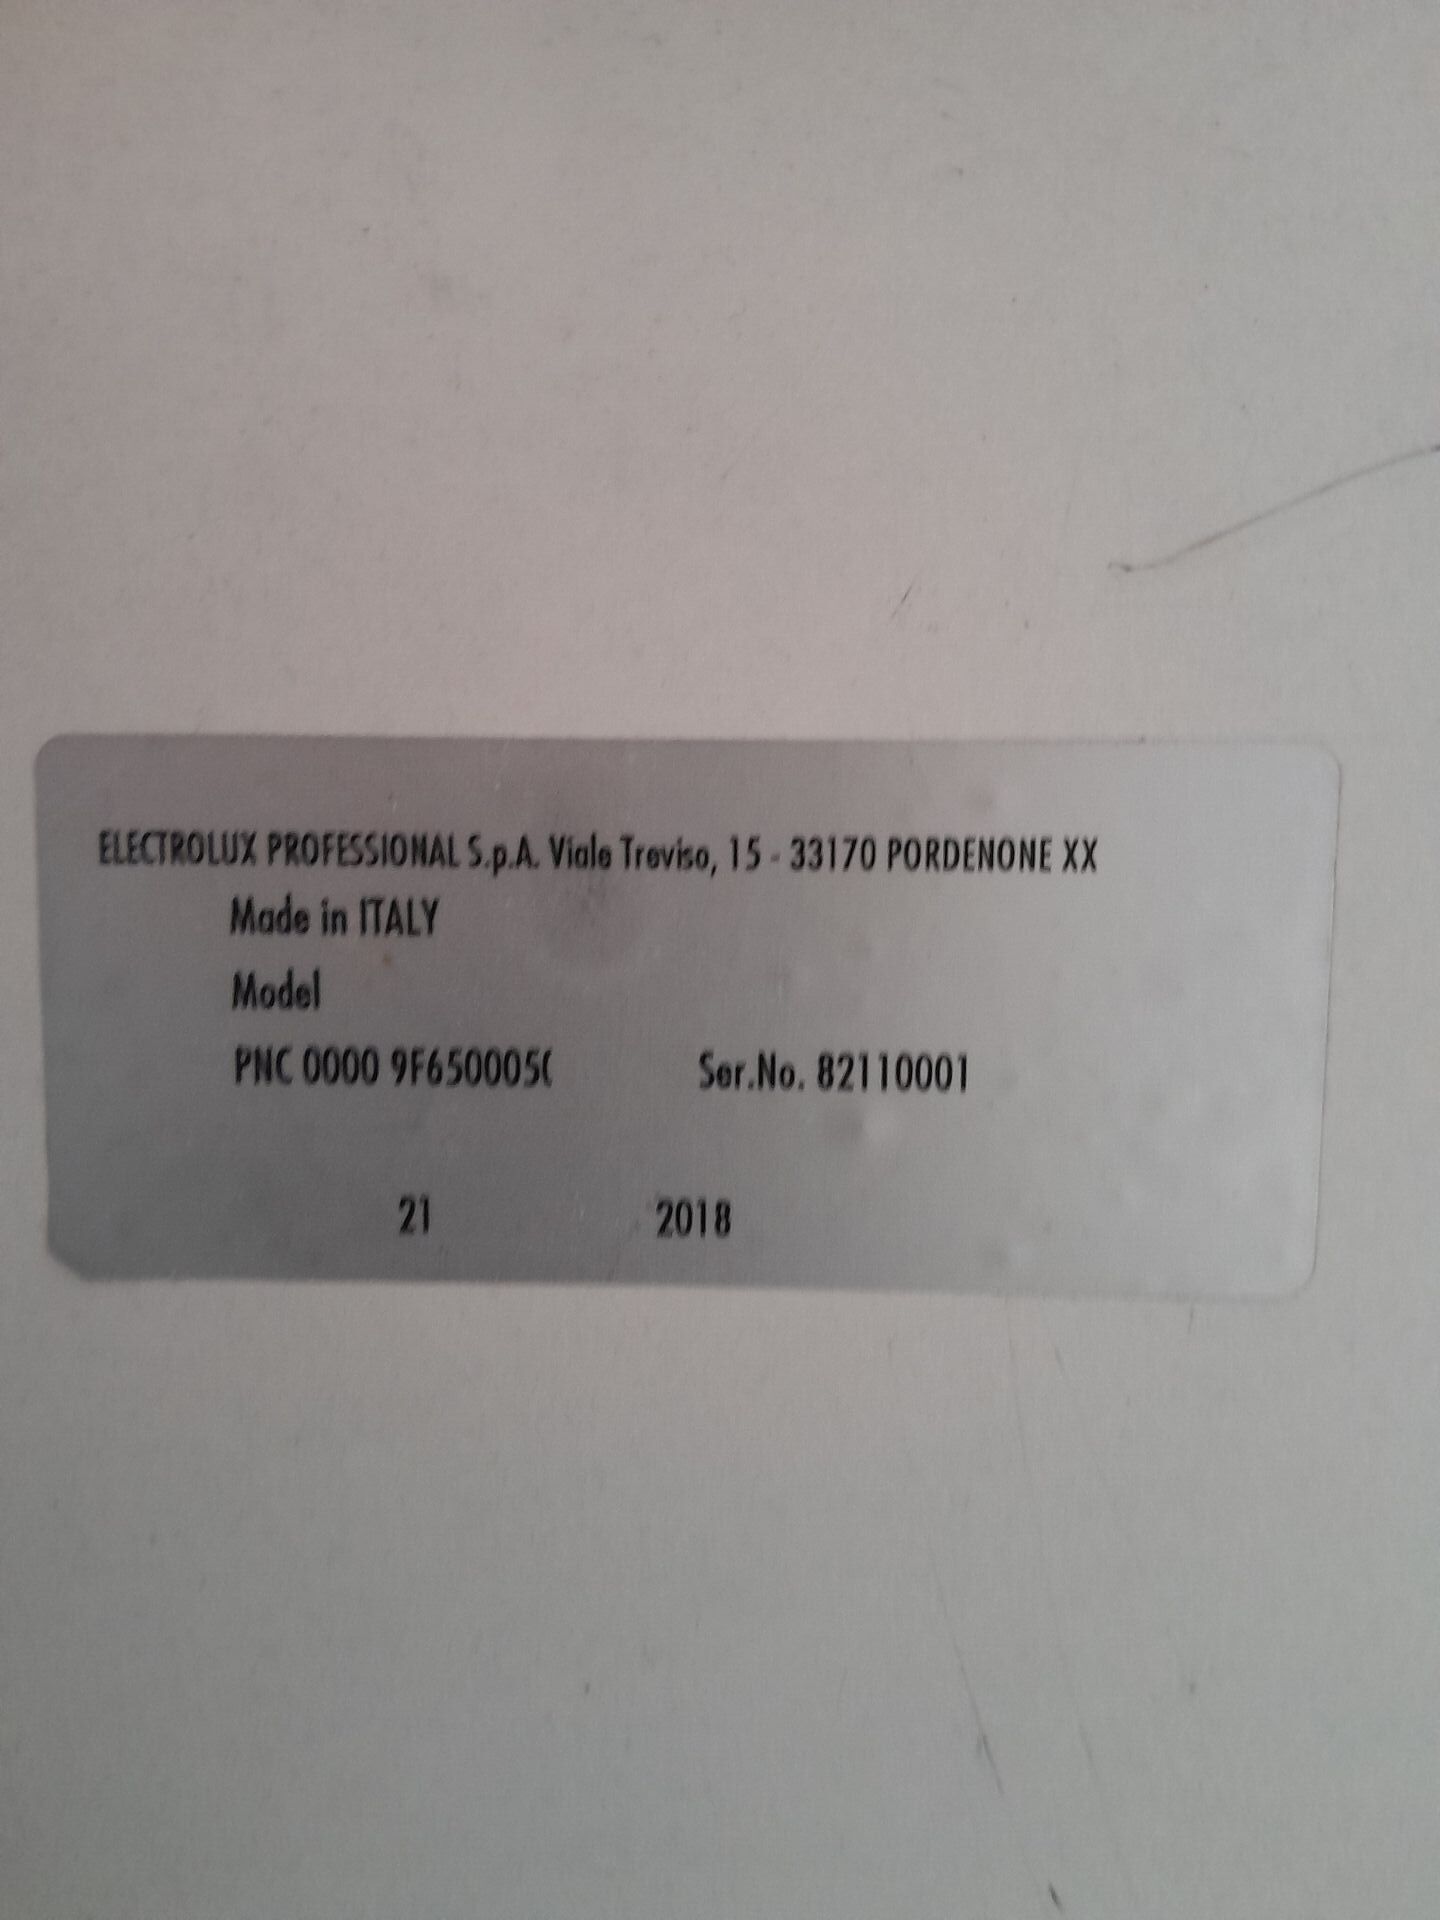 ELECTROLUX PROFESSIONAL S.p.A. Viale Treviso, 15 - 33170 PORDENONE XX
Made in ITALY
Model
PNC 0000 Ser.No. 82110001
21 2018